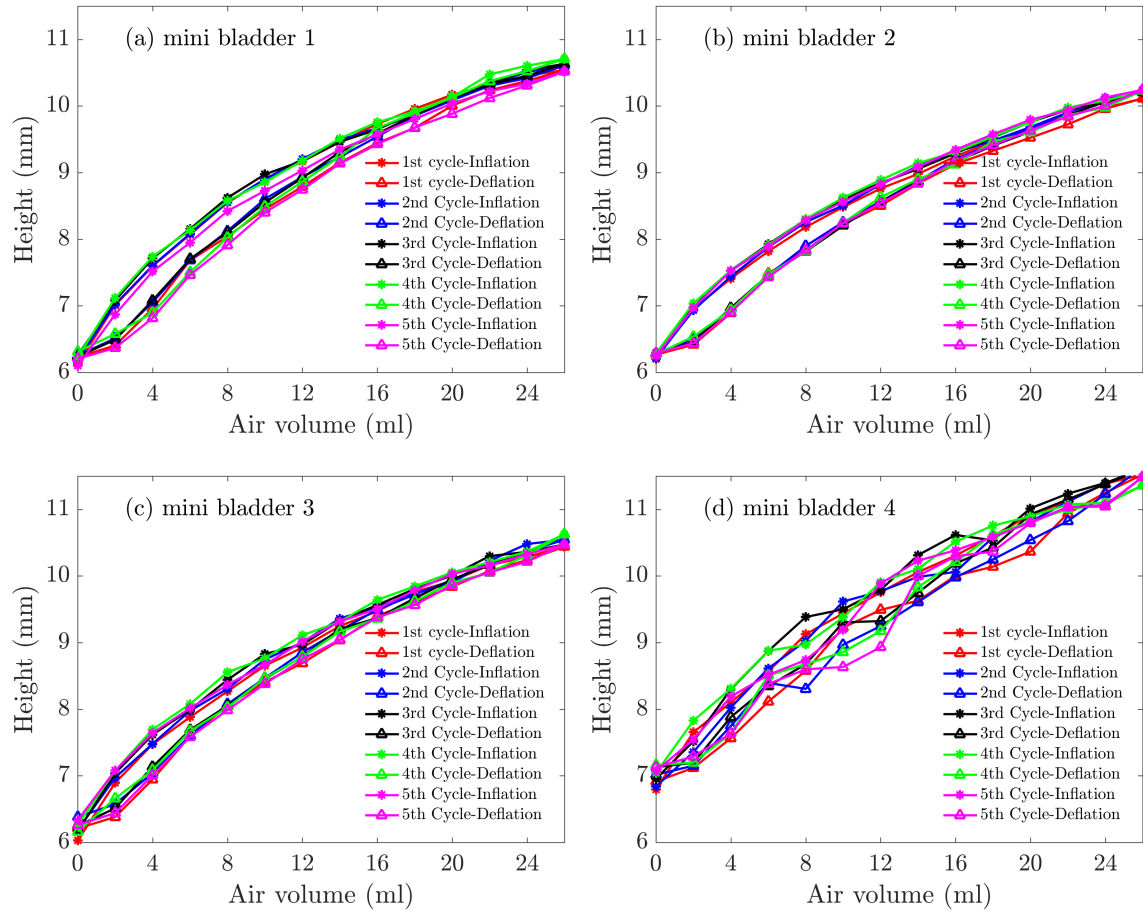 (a) mini bladder 1
Height (mm)
11
10
9
8
7
6
1st cycle-Inflation
1st cycle-Deflation
2nd Cycle-Inflation
2nd Cycle-Deflation
3rd Cycle-Inflation
3rd Cycle-Deflation
4th Cycle-Inflation
4th Cycle-Deflation
5th Cycle-Inflation
5th Cycle-Deflation
0 4 8 12 16 20 24
Air volume (ml)
(b) mini bladder 2
Height (mm)
11
10
9
8
7
6
1st cycle-Inflation
1st cycle-Deflation
2nd Cycle-Inflation
2nd Cycle-Deflation
3rd Cycle-Inflation
3rd Cycle-Deflation
4th Cycle-Inflation
4th Cycle-Deflation
5th Cycle-Inflation
5th Cycle-Deflation
0 4 8 12 16 20 24
Air volume (ml)
(c) mini bladder 3
Height (mm)
11
10
9
8
7
6
1st cycle-Inflation
1st cycle-Deflation
2nd Cycle-Inflation
2nd Cycle-Deflation
3rd Cycle-Inflation
3rd Cycle-Deflation
4th Cycle-Inflation
4th Cycle-Deflation
5th Cycle-Inflation
5th Cycle-Deflation
0 4 8 12 16 20 24
Air volume (ml)
(d) mini bladder 4
Height (mm)
11
10
9
8
7
6
1st cycle-Inflation
1st cycle-Deflation
2nd Cycle-Inflation
2nd Cycle-Deflation
3rd Cycle-Inflation
3rd Cycle-Deflation
4th Cycle-Inflation
4th Cycle-Deflation
5th Cycle-Inflation
5th Cycle-Deflation
0 4 8 12 16 20 24
Air volume (ml)